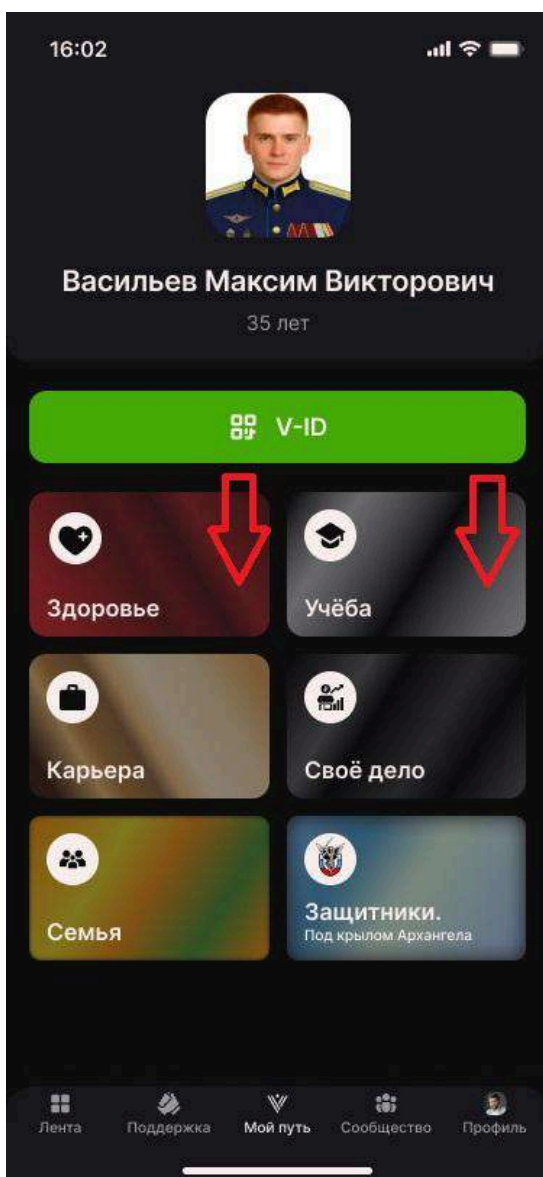 16:02
Васильев Максим Викторович
35 лет
V-ID
Здоровье
Учёба
Карьера
Своё дело
Семья
Защитники.
Под крылом Архангела
Лента
Поддержка
Мой путь
Сообщество
Профиль